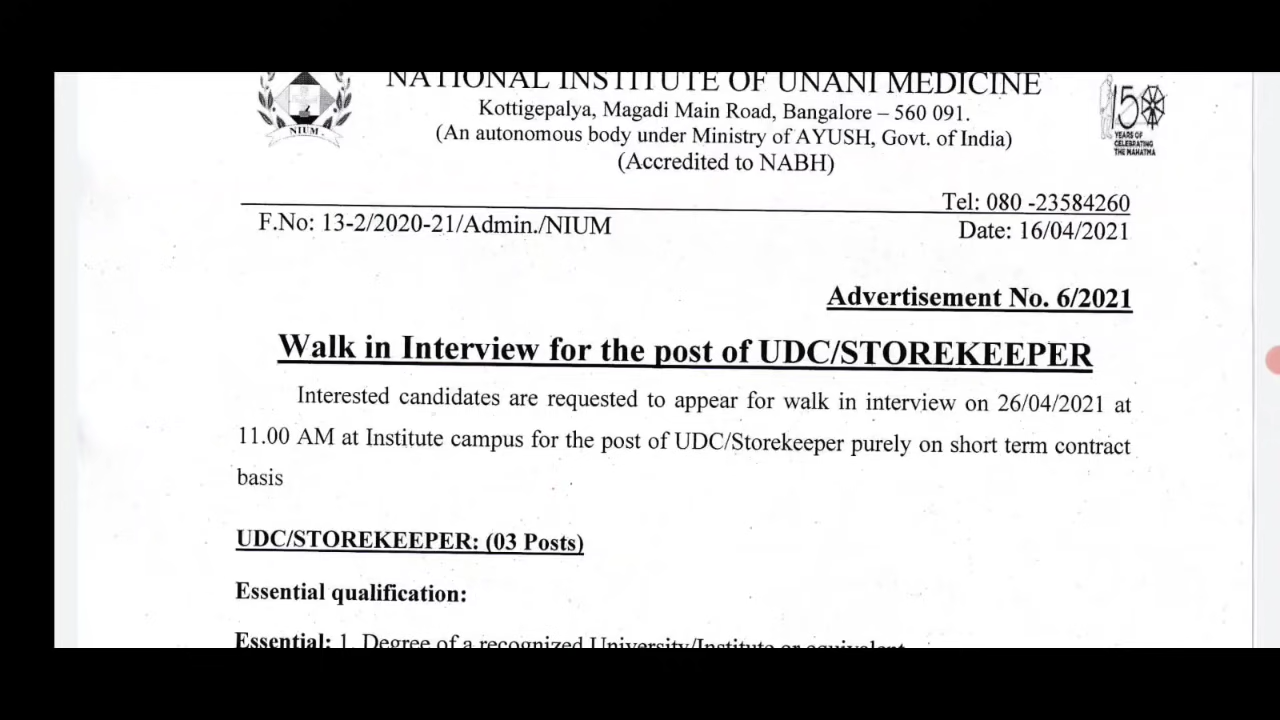 NATIONAL INSTITUTE OF UNANI MEDICINE
Kottigepalya, Magadi Main Road, Bangalore – 560 091.
(An autonomous body under Ministry of AYUSH, Govt. of India)
(Accredited to NABH)
NIUM
150
YEARS OF
CELEBRATING
THE MAHATMA
Tel: 080 -23584260
F.No: 13-2/2020-21/Admin./NIUM
Date: 16/04/2021
Advertisement No. 6/2021
Walk in Interview for the post of UDC/STOREKEEPER
Interested candidates are requested to appear for walk in interview on 26/04/2021 at
11.00 AM at Institute campus for the post of UDC/Storekeeper purely on short term contract
basis
UDC/STOREKEEPER: (03 Posts)
Essential qualification:
Essential: 1. Degree of a recognized University/Institute or equivalent